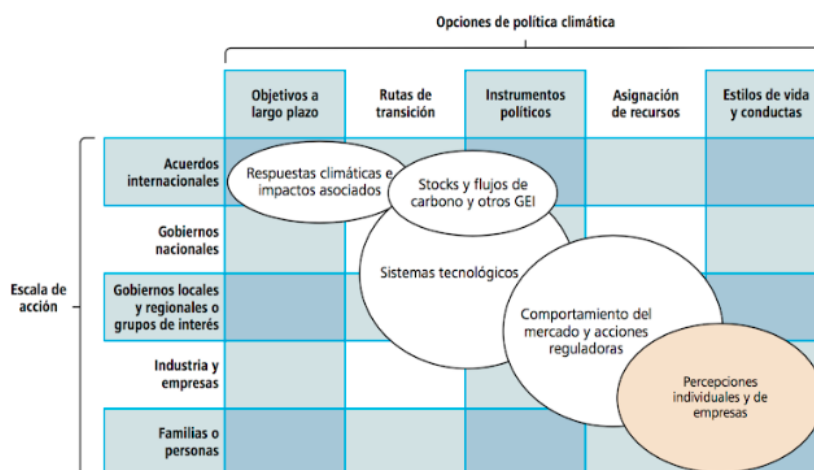 Opciones de política climática
Objetivos a
largo plazo
Rutas de
transición
Instrumentos
políticos
Asignación
de recursos
Estilos de vida
y conductas
Escala de
acción
Acuerdos
internacionales
Gobiernos
nacionales
Gobiernos locales
y regionales o
grupos de interés
Industria y
empresas
Familias o
personas
Respuestas climáticas e
impactos asociados
Stocks y flujos de
carbono y otros GEI
Sistemas tecnológicos
Comportamiento del
mercado y acciones
reguladoras
Percepciones
individuales y de
empresas